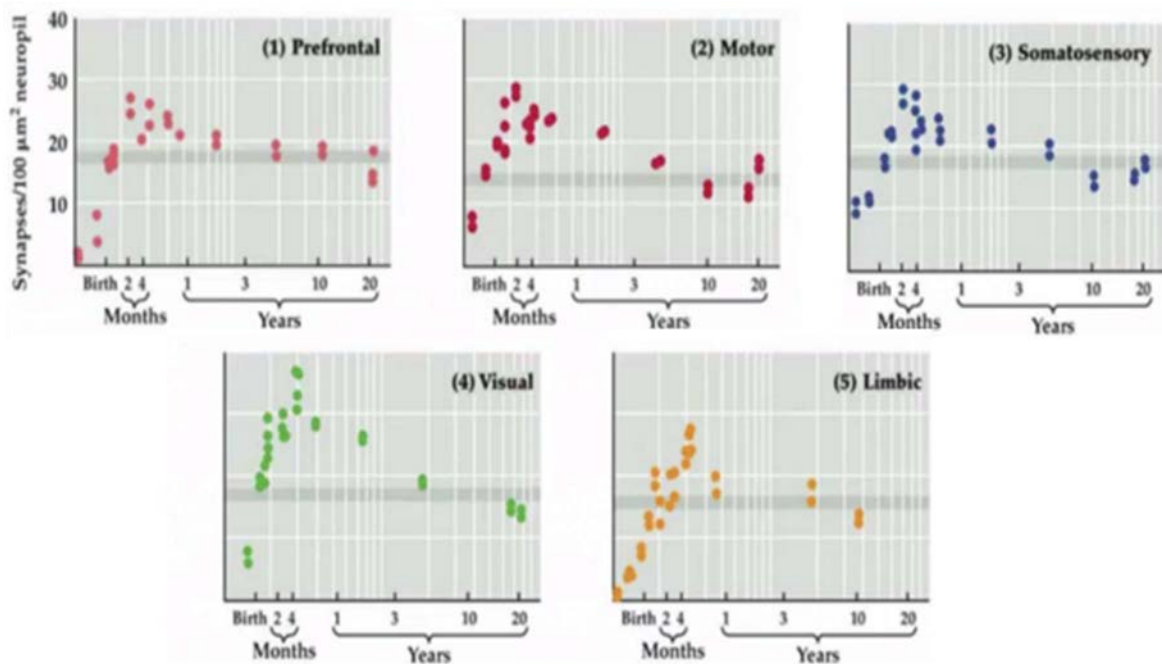 Synapses/100 μm² neuropil
40
30
20
10
(1) Prefrontal
Birth 2 4 1 3 10 20
Months Years
(2) Motor
Birth 2 4 1 3 10 20
Months Years
(3) Somatosensory
Birth 2 4 1 3 10 20
Months Years
(4) Visual
Birth 2 4 1 3 10 20
Months Years
(5) Limbic
Birth 2 4 1 3 10 20
Months Years